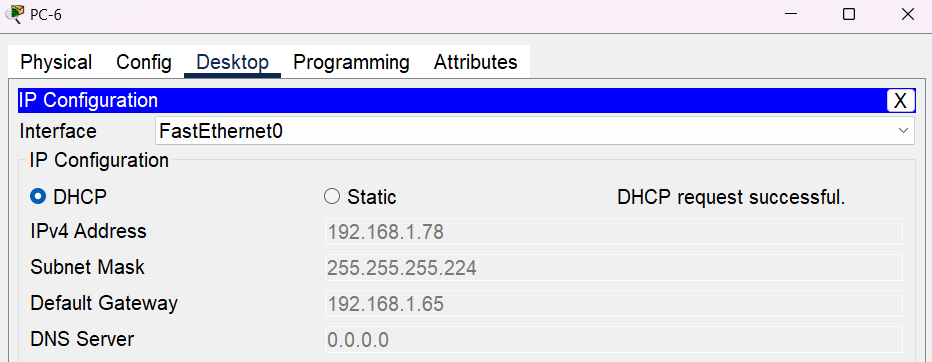 PC-6
Physical Config Desktop Programming Attributes
IP Configuration X
Interface FastEthernet0
IP Configuration
DHCP Static DHCP request successful.
IPv4 Address 192.168.1.78
Subnet Mask 255.255.255.224
Default Gateway 192.168.1.65
DNS Server 0.0.0.0